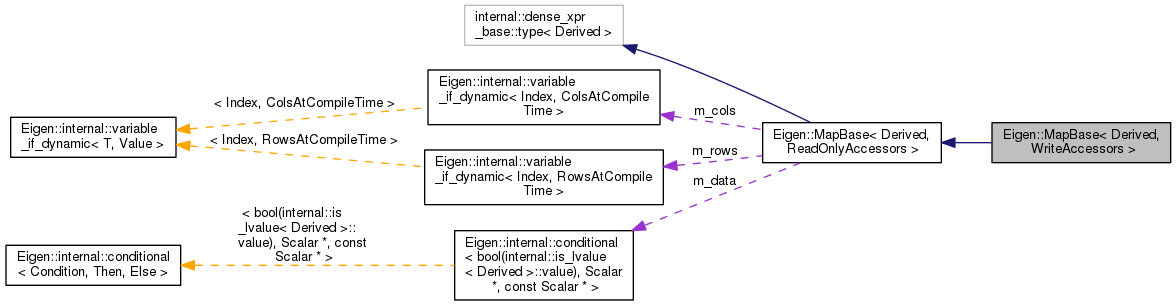 internal::dense_xpr
_base::type< Derived >
Eigen::internal::variable
_if_dynamic< Index, ColsAtCompile
Time >
< Index, ColsAtCompileTime >
m_cols
Eigen::internal::variable
_if_dynamic< T, Value >
Eigen::MapBase< Derived,
ReadOnlyAccessors >
Eigen::MapBase< Derived,
WriteAccessors >
< Index, RowsAtCompileTime >
m_rows
Eigen::internal::variable
_if_dynamic< Index, RowsAtCompile
Time >
m_data
< bool(internal::is
_lvalue< Derived >::
value), Scalar *, const
Scalar * >
Eigen::internal::conditional
< Condition, Then, Else >
Eigen::internal::conditional
< bool(internal::is_lvalue
< Derived >::value), Scalar
*, const Scalar * >